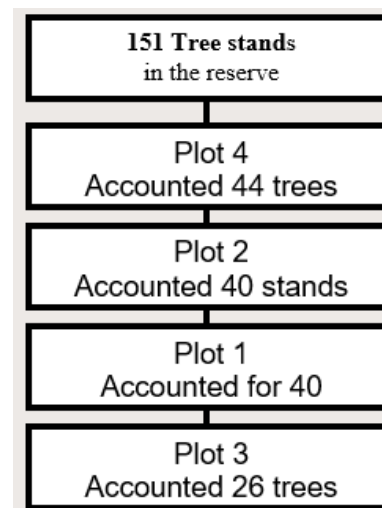 151 Tree stands
in the reserve
Plot 4
Accounted 44 trees
Plot 2
Accounted 40 stands
Plot 1
Accounted for 40
Plot 3
Accounted 26 trees